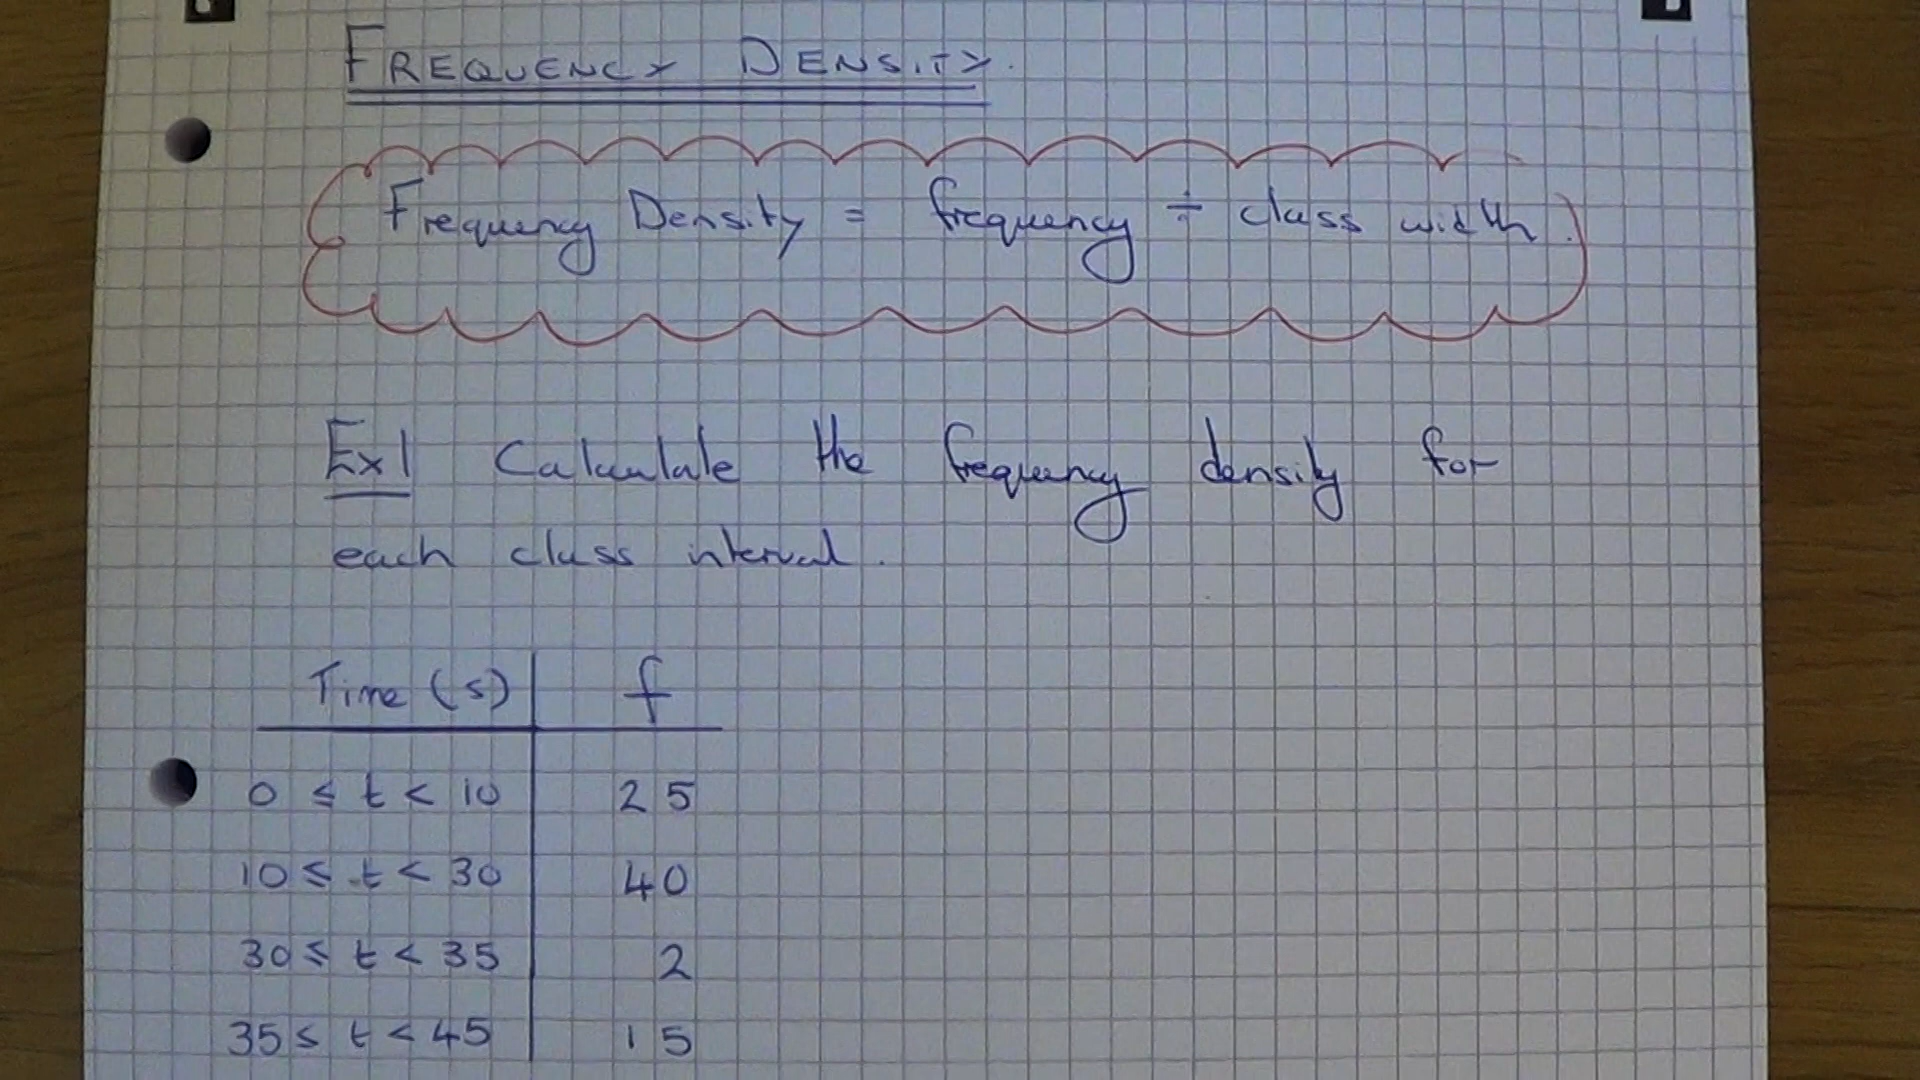 FREQUENCY DENSITY.
Frequency Density = frequency ÷ class width.
Ex1 Calculate the frequency density for
each class interval.
Time (s) f
0 ≤ t < 10 25
10 ≤ t < 30 40
30 ≤ t < 35 2
35 ≤ t < 45 15